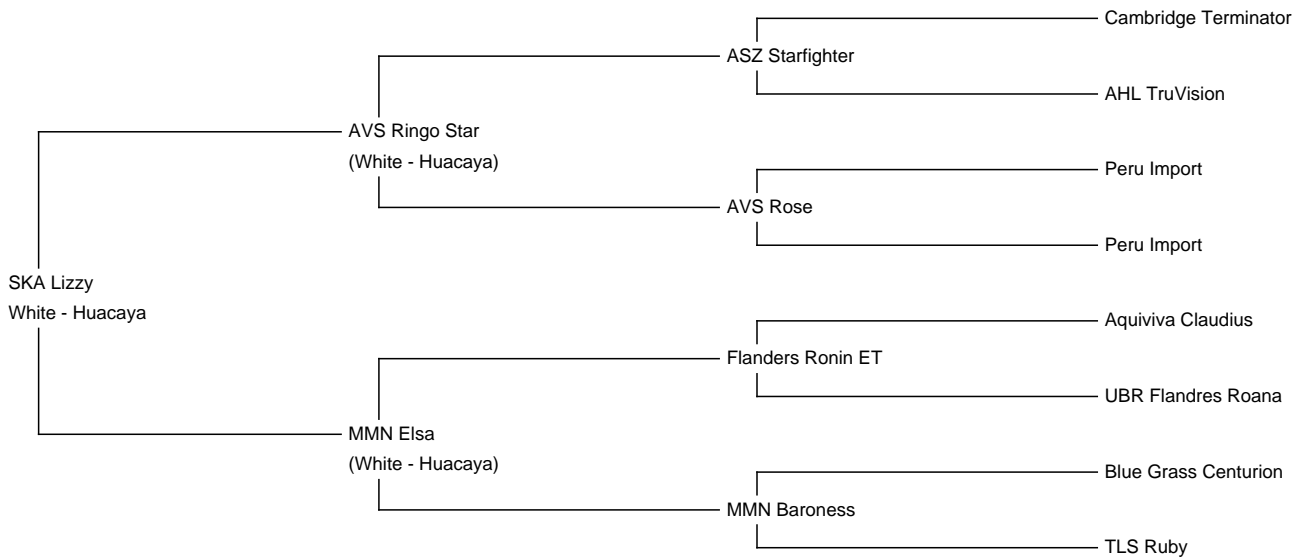 Cambridge Terminator
ASZ Starfighter
AHL TruVision
AVS Ringo Star
(White - Huacaya)
Peru Import
AVS Rose
Peru Import
SKA Lizzy
White - Huacaya
Aquiviva Claudius
Flanders Ronin ET
UBR Flandres Roana
MMN Elsa
(White - Huacaya)
Blue Grass Centurion
MMN Baroness
TLS Ruby